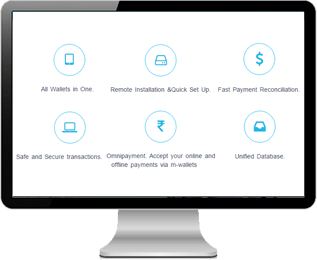 All Wallets in One.
Remote Installation &Quick Set Up.
Fast Payment Reconciliation.
Safe and Secure transactions.
Omnipayment. Accept your online and
offline payments via m-wallets
Unified Database.